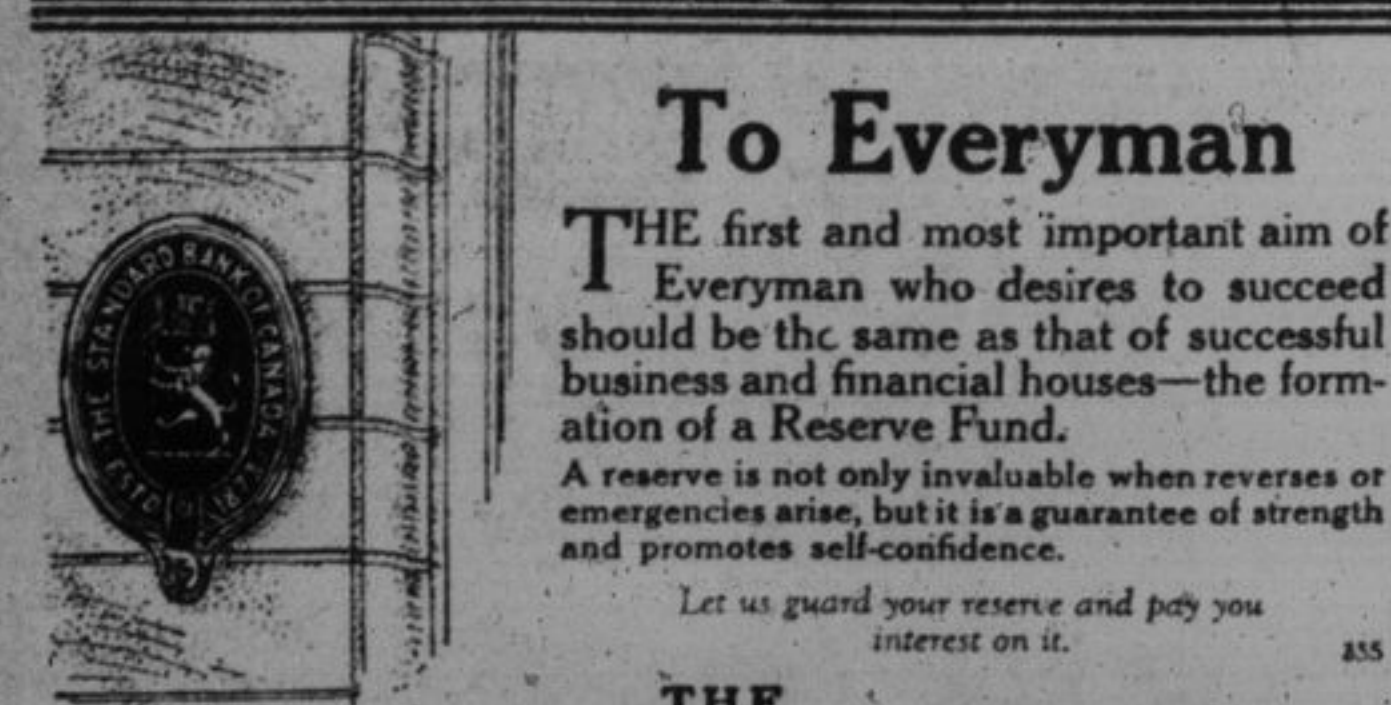 To Everyman
THE first and most important aim of
Everyman who desires to succeed
should be the same as that of successful
business and financial houses—the form-
ation of a Reserve Fund.
A reserve is not only invaluable when reverses or
emergencies arise, but it is a guarantee of strength
and promotes self-confidence.
Let us guard your reserve and pay you
interest on it.
THE
THE STANDARD BANK OF CANADA
ESTD